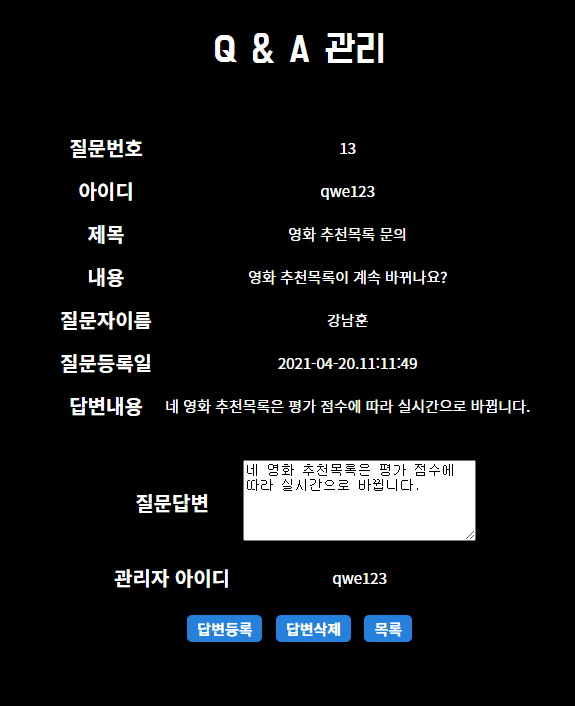 Q & A 관리
질문번호 13
아이디 qwe123
제목 영화 추천목록 문의
내용 영화 추천목록이 계속 바뀌나요?
질문자이름 강남훈
질문등록일 2021-04-20.11:11:49
답변내용 네 영화 추천목록은 평가 점수에 따라 실시간으로 바뀝니다.
질문답변
네 영화 추천목록은 평가 점수에
따라 실시간으로 바뀝니다.
관리자 아이디 qwe123
답변등록 답변삭제 목록